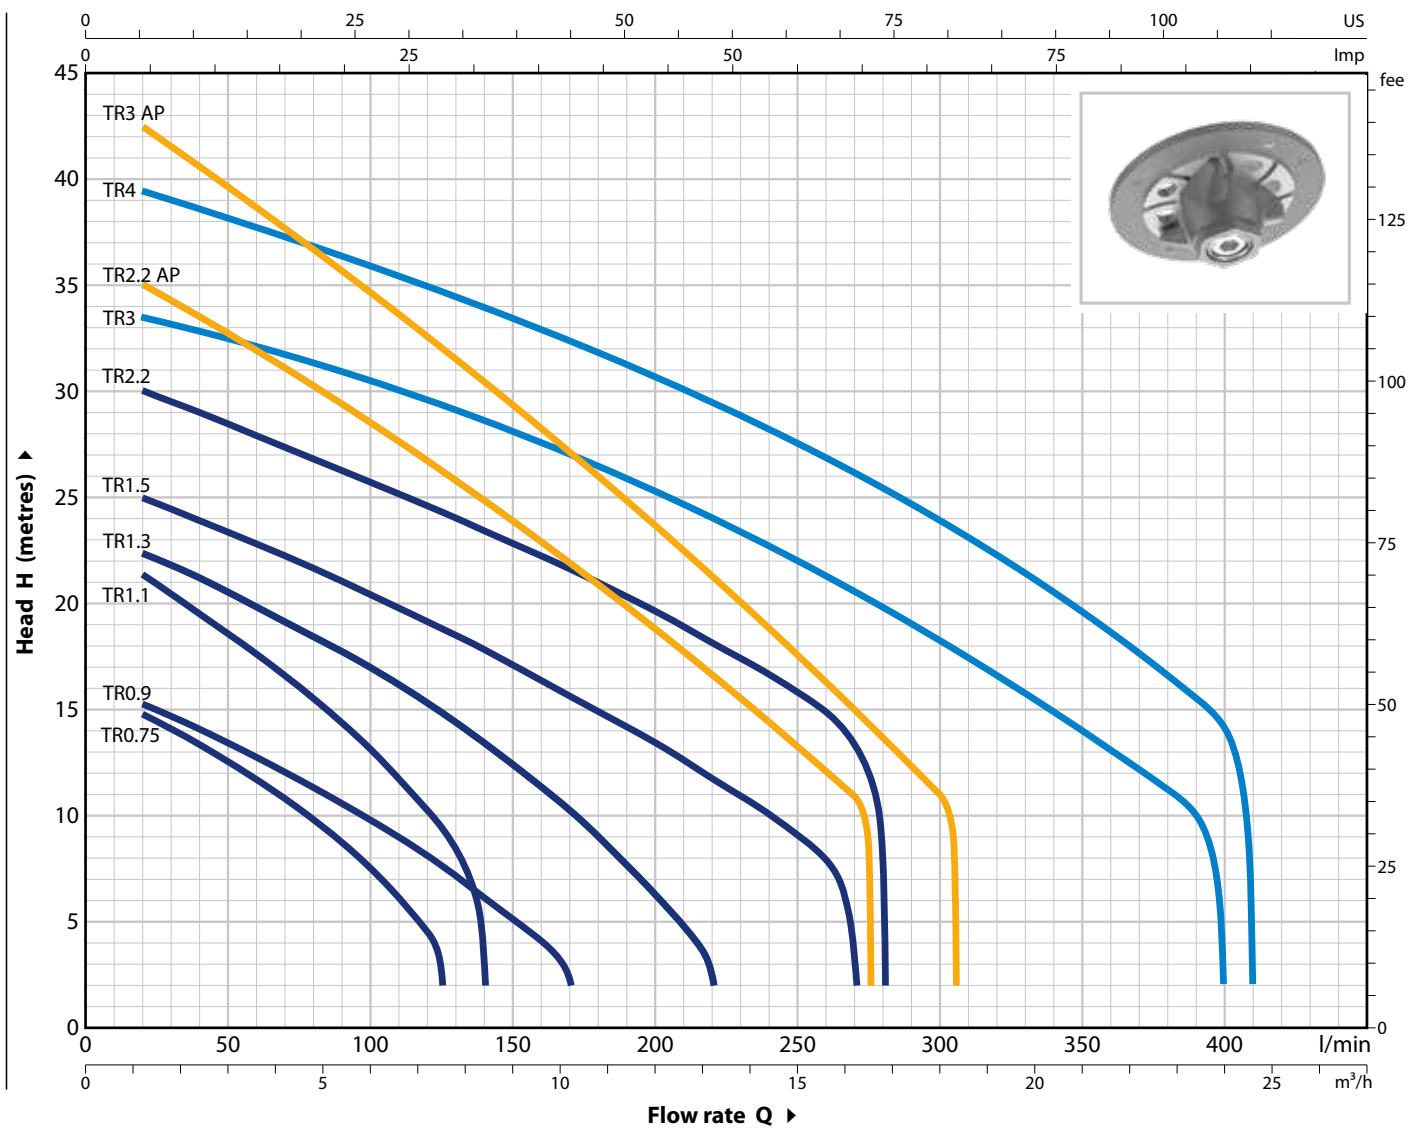 0 25 50 75 100 US
0 25 50 75 Imp
45 fee
TR3 AP
40 TR4
125
TR2.2 AP
35
TR3
TR2.2
30 100
TR1.5
25
TR1.3
75
TR1.1
20
TR0.9
15 50
TR0.75
10
25
5
0 0
Head H (metres)
0 50 100 150 200 250 300 350 400 l/min
0 5 10 15 20 25 m³/h
Flow rate Q